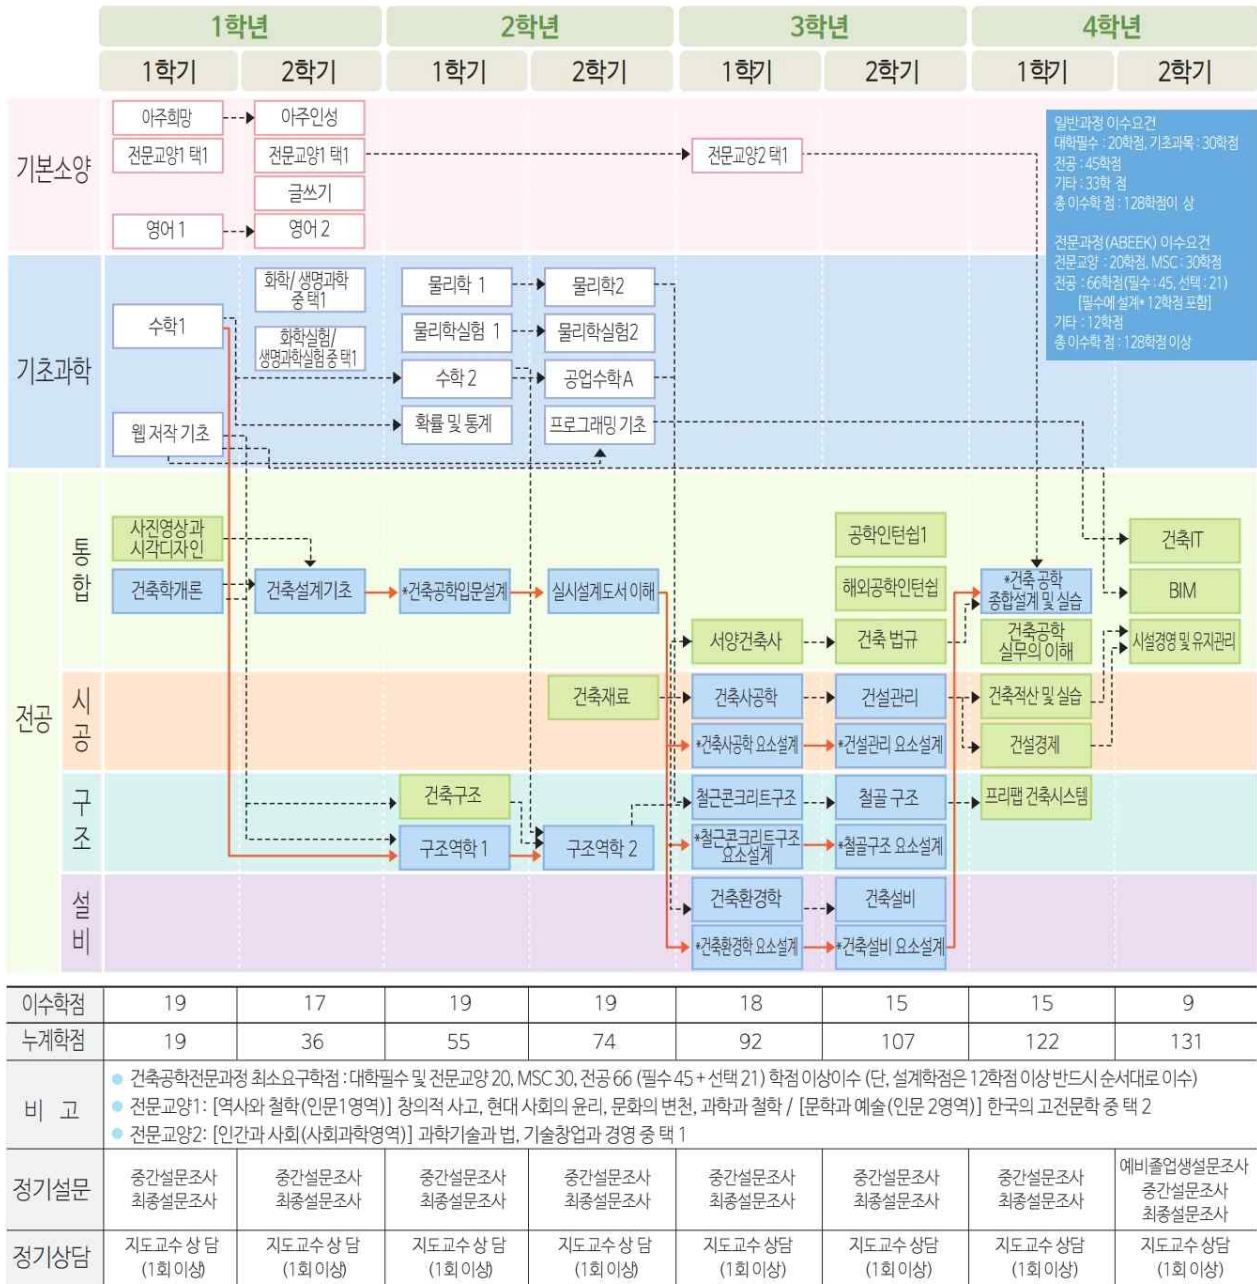 1학년 2학년 3학년 4학년
1학기 2학기 1학기 2학기 1학기 2학기 1학기 2학기
기본소양
아주희망 아주인성
전문교양1 택1 전문교양1 택1 전문교양2 택1
글쓰기
영어 1 영어 2
일반과정 이수요건
대학필수 : 20학점, 기초과목 : 30학점
전공 : 45학점
기타 : 33학 점
총 이수학 점 : 128학점이 상
전문과정(ABEEK) 이수요건
전문교양 : 20학점, MSC : 30학점
전공 : 66학점(필수 : 45, 선택 : 21)
[필수에 설계* 12학점 포함]
기타 : 12학점
총 이수학 점 : 128학점 이상
기초과학
수학1
화학/ 생명과학
중 택1
화학실험/
생명과학실험 중 택1
물리학 1 물리학2
물리학실험 1 물리학실험2
수학 2 공업수학 A
확률 및 통계 프로그래밍 기초
웹 저작 기초
전공
통합
사진영상과
시각디자인
건축학개론 건축설계기초 *건축공학입문설계 실시설계도서 이해
서양건축사
공학인턴쉽1
해외공학인턴쉽
건축 법규
*건축 공학
종합설계 및 실습
건축공학
실무의 이해
건축IT
BIM
시설경영 및 유지관리
시공
건축재료 건축시공학 건설관리 건축적산 및 실습
*건축시공학 요소설계 *건설관리 요소설계 건설경제
구조
건축구조 철근콘크리트구조 철골 구조 프리팹 건축시스템
구조역학 1 구조역학 2
*철근콘크리트구조
요소설계
*철골구조 요소설계
설비
건축환경학 건축설비
*건축환경학 요소설계 *건축설비 요소설계
이수학점 19 17 19 19 18 15 15 9
누계학점 19 36 55 74 92 107 122 131
비 고
● 건축공학전문과정 최소요구학점 : 대학필수 및 전문교양 20, MSC 30, 전공 66 (필수 45 + 선택 21) 학점 이상이수 (단, 설계학점은 12학점 이상 반드시 순서대로 이수)
● 전문교양1: [역사와 철학(인문1영역)] 창의적 사고, 현대 사회의 윤리, 문화의 변천, 과학과 철학 / [문학과 예술(인문 2영역)] 한국의 고전문학 중 택 2
● 전문교양2: [인간과 사회(사회과학영역)] 과학기술과 법, 기술창업과 경영 중 택 1
정기설문
중간설문조사 중간설문조사 중간설문조사 중간설문조사 중간설문조사 중간설문조사 중간설문조사
최종설문조사 최종설문조사 최종설문조사 최종설문조사 최종설문조사 최종설문조사 최종설문조사
예비졸업생설문조사
중간설문조사
최종설문조사
정기상담
지도교수 상 담 지도교수 상 담 지도교수 상 담 지도교수 상 담 지도교수 상 담 지도교수 상담 지도교수 상 담 지도교수 상담
(1회 이상) (1회 이상) (1회 이상) (1회 이상) (1회 이상) (1회 이상) (1회 이상) (1회 이상)